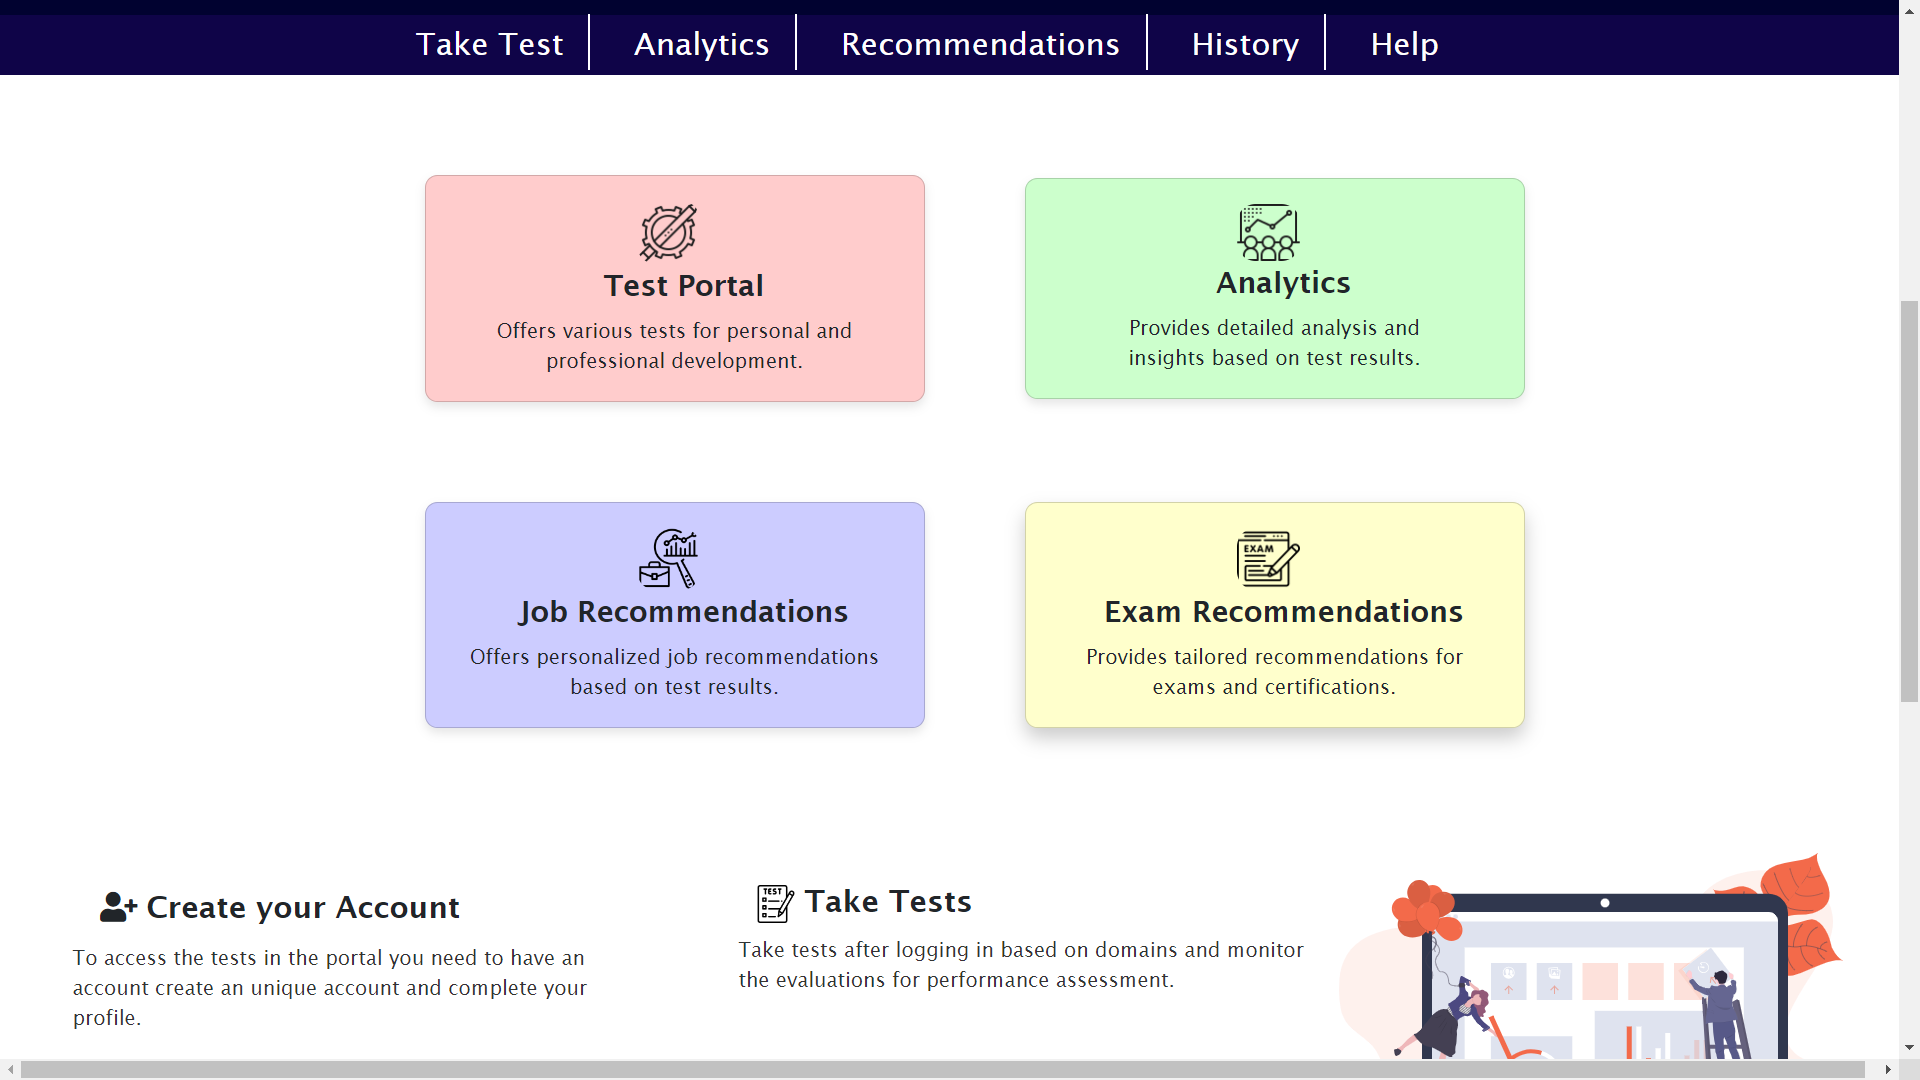 Take Test
Analytics
Recommendations
History
Help
Test Portal
Offers various tests for personal and
professional development.
Analytics
Provides detailed analysis and
insights based on test results.
Job Recommendations
Offers personalized job recommendations
based on test results.
EXAM
Exam Recommendations
Provides tailored recommendations for
exams and certifications.
Create your Account
To access the tests in the portal you need to have an
account create an unique account and complete your
profile.
TEST
Take Tests
Take tests after logging in based on domains and monitor
the evaluations for performance assessment.